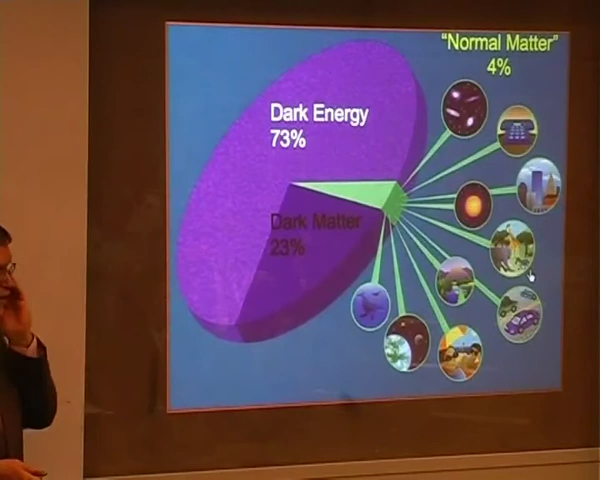 "Normal Matter"
4%
Dark Energy
73%
Dark Matter
23%